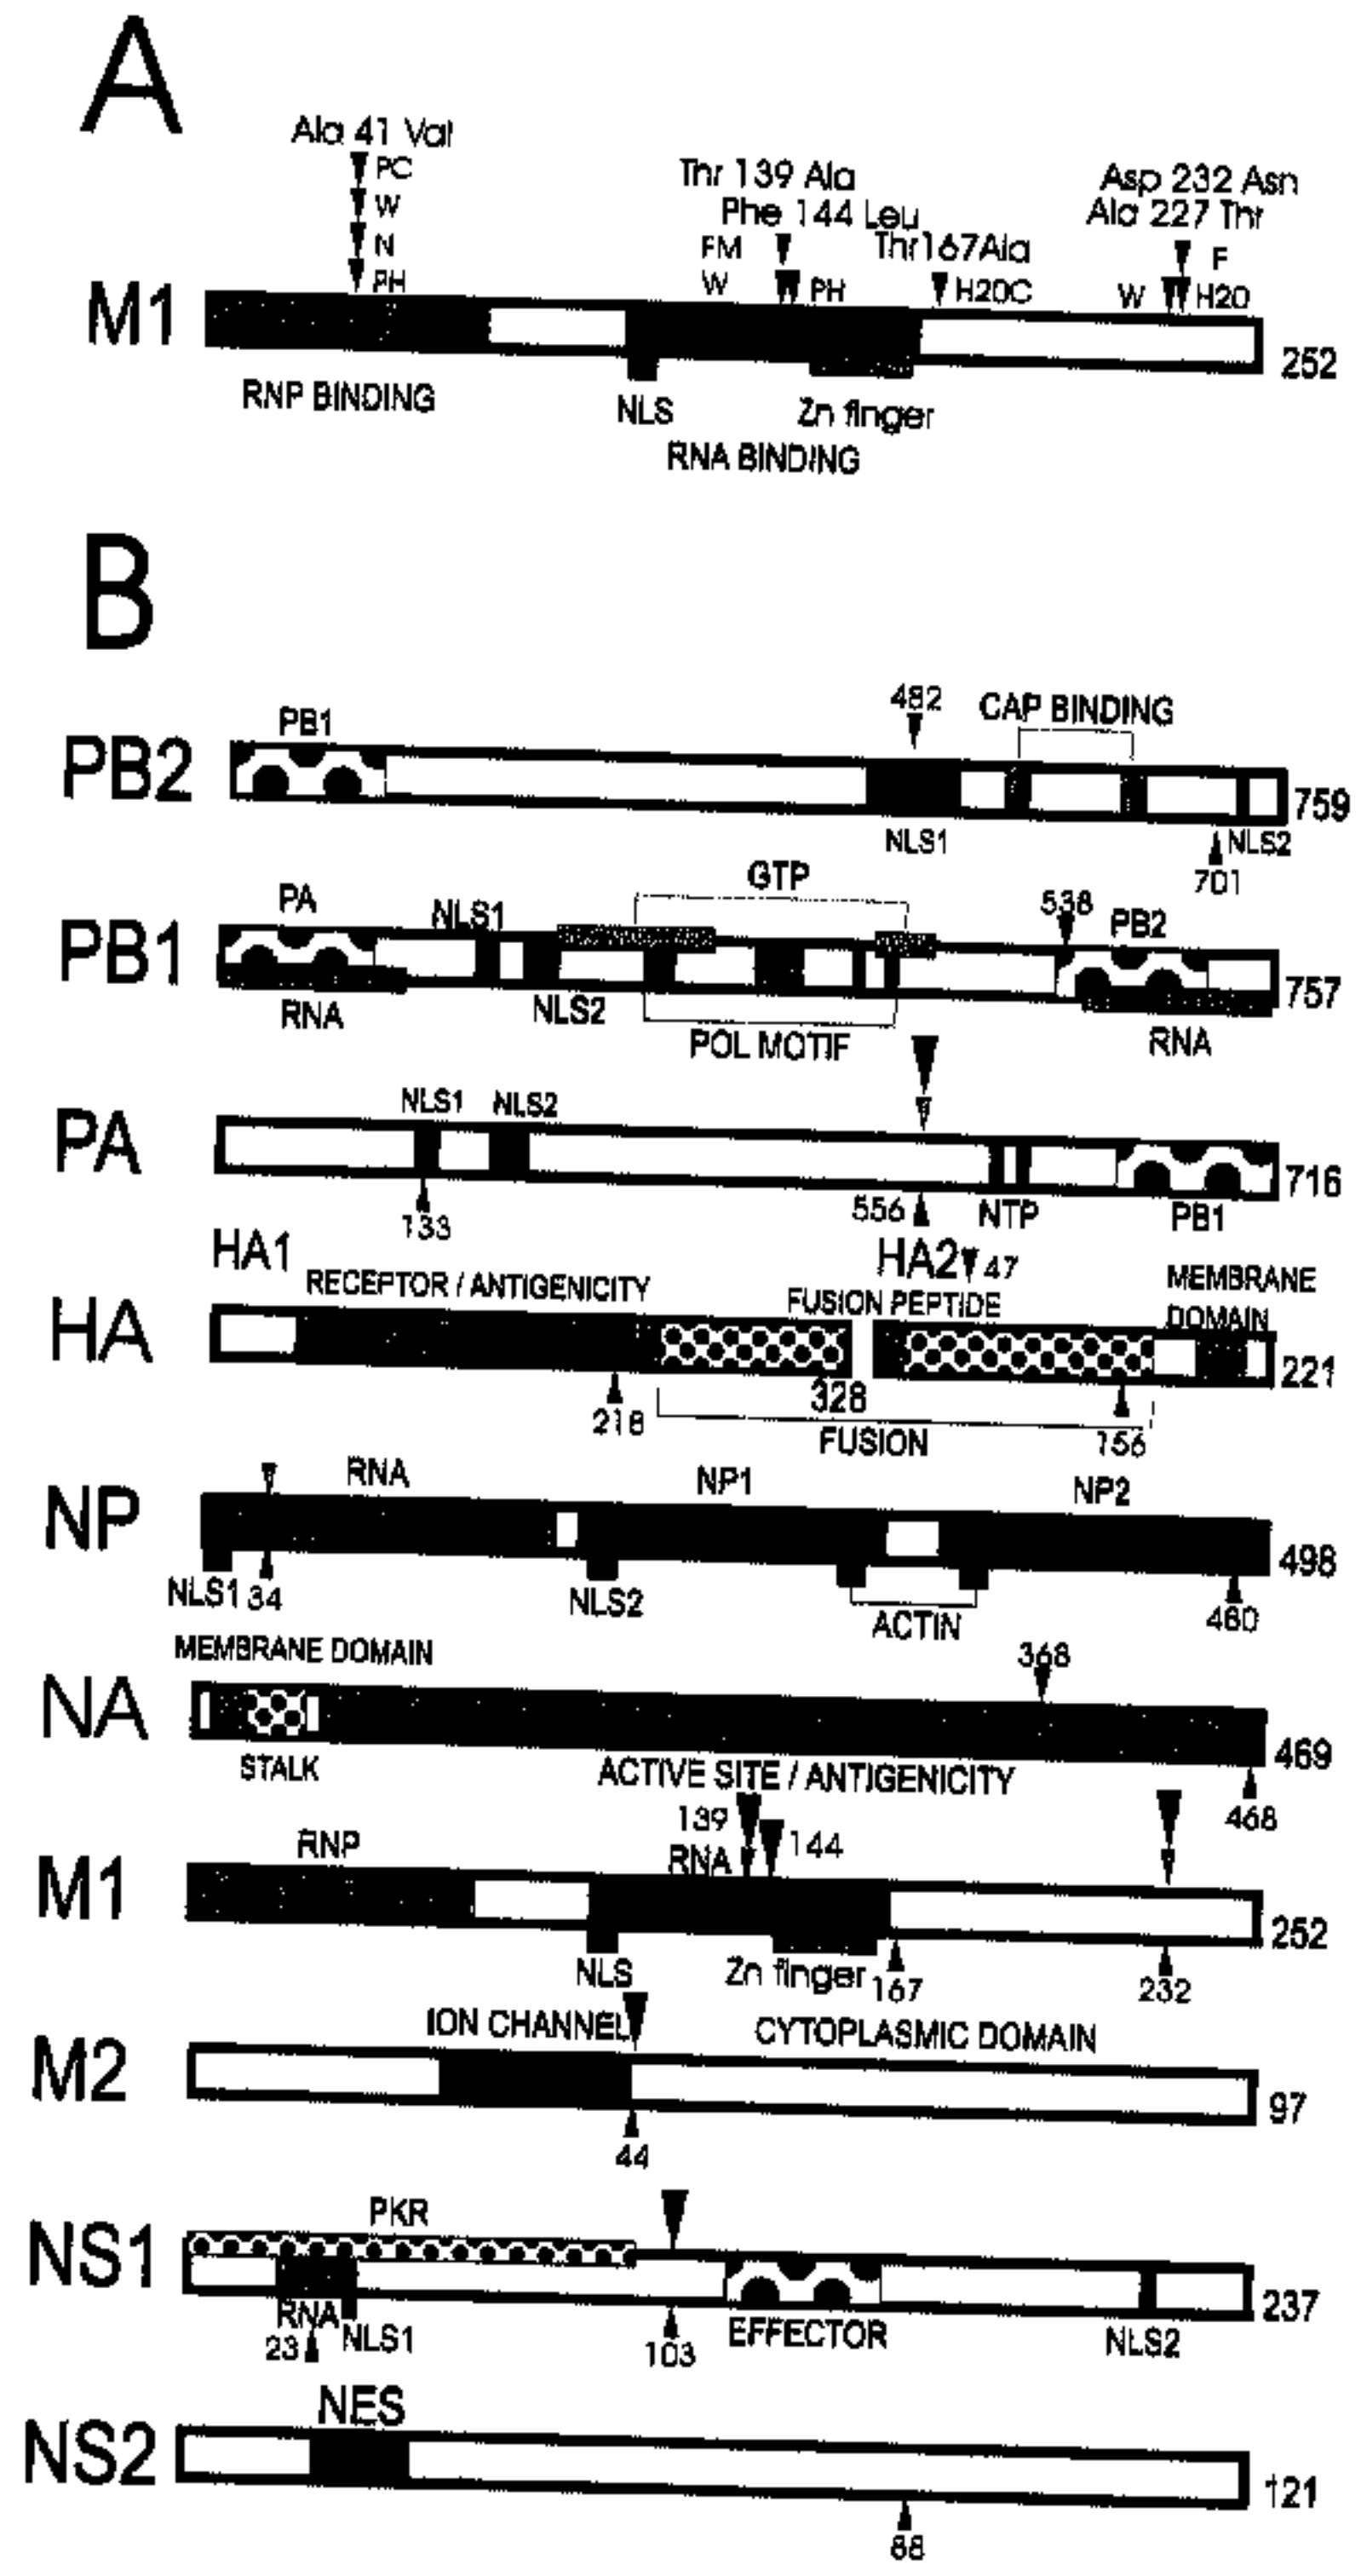 A
Ala 41 Val
PC
W
N
PH
Thr 139 Ala
Phe 144 Leu
FM
W
PH
Thr167Ala
H20C
Asp 232 Asn
Ala 227 Thr
F
W
H20
M1
252
RNP BINDING
NLS
Zn finger
RNA BINDING
B
PB2
PB1
482
CAP BINDING
759
NLS1
701
NLS2
PB1
PA
NLS1
GTP
538
PB2
757
RNA
NLS2
POL MOTIF
RNA
PA
NLS1
NLS2
716
133
556
NTP
PB1
HA1
HA2
47
HA
RECEPTOR / ANTIGENICITY
FUSION PEPTIDE
MEMBRANE
DOMAIN
221
218
328
FUSION
156
NP
RNA
NP1
NP2
498
NLS1
34
NLS2
ACTIN
480
NA
MEMBRANE DOMAIN
368
469
STALK
ACTIVE SITE / ANTIGENICITY
468
M1
RNP
139
RNA
144
252
NLS
Zn finger
167
232
M2
ION CHANNEL
CYTOPLASMIC DOMAIN
97
44
NS1
PKR
237
RNA
23
NLS1
103
EFFECTOR
NLS2
NS2
NES
121
88